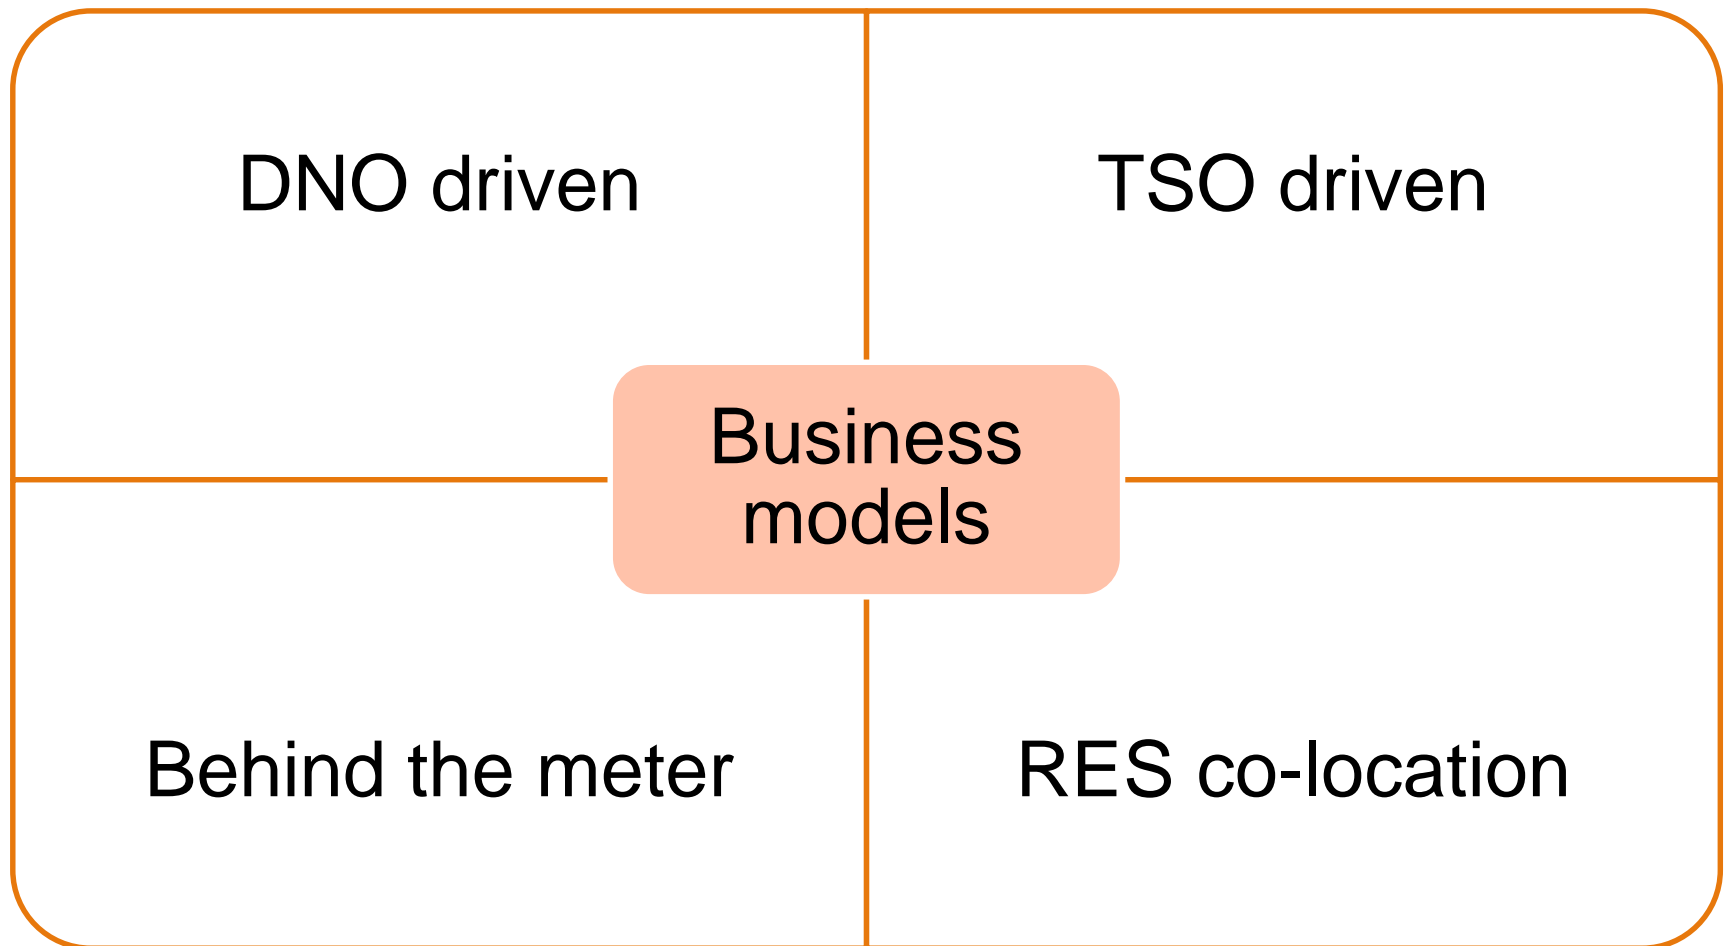 DNO driven
TSO driven
Business
models
Behind the meter
RES co-location